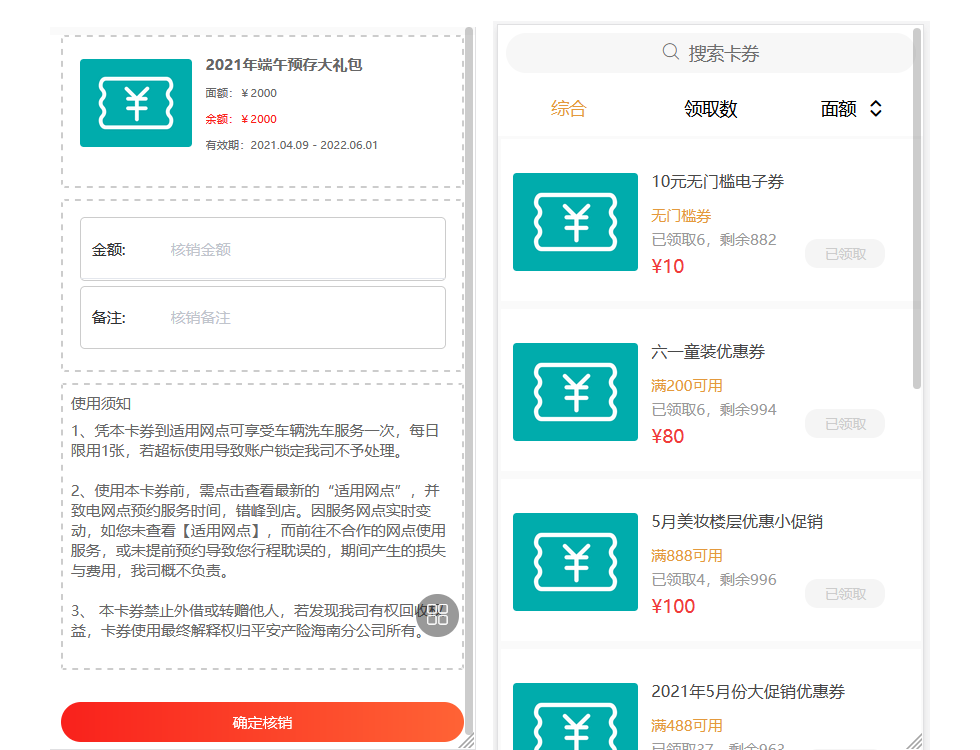 2021年端午预存大礼包
面额：￥2000
余额：￥2000
有效期：2021.04.09 - 2022.06.01
金额: 核销金额
备注: 核销备注
使用须知
1、凭本卡券到适用网点可享受车辆洗车服务一次，每日
限用1张，若超标使用导致账户锁定我司不予处理。
2、使用本卡券前，需点击查看最新的“适用网点”，并
致电网点预约服务时间，错峰到店。因服务网点实时变
动，如您未查看【适用网点】，而前往不合作的网点使用
服务，或未提前预约导致您行程耽误的，期间产生的损失
与费用，我司概不负责。
3、 本卡券禁止外借或转赠他人，若发现我司有权回收
益，卡券使用最终解释权归平安产险海南分公司所有。
确定核销
搜索卡券
综合 领取数 面额
10元无门槛电子券
无门槛券
已领取6，剩余882
¥10
已领取
六一童装优惠券
满200可用
已领取6，剩余994
¥80
已领取
5月美妆楼层优惠小促销
满888可用
已领取4，剩余996
¥100
已领取
2021年5月份大促销优惠券
满488可用
已领取37，剩余963